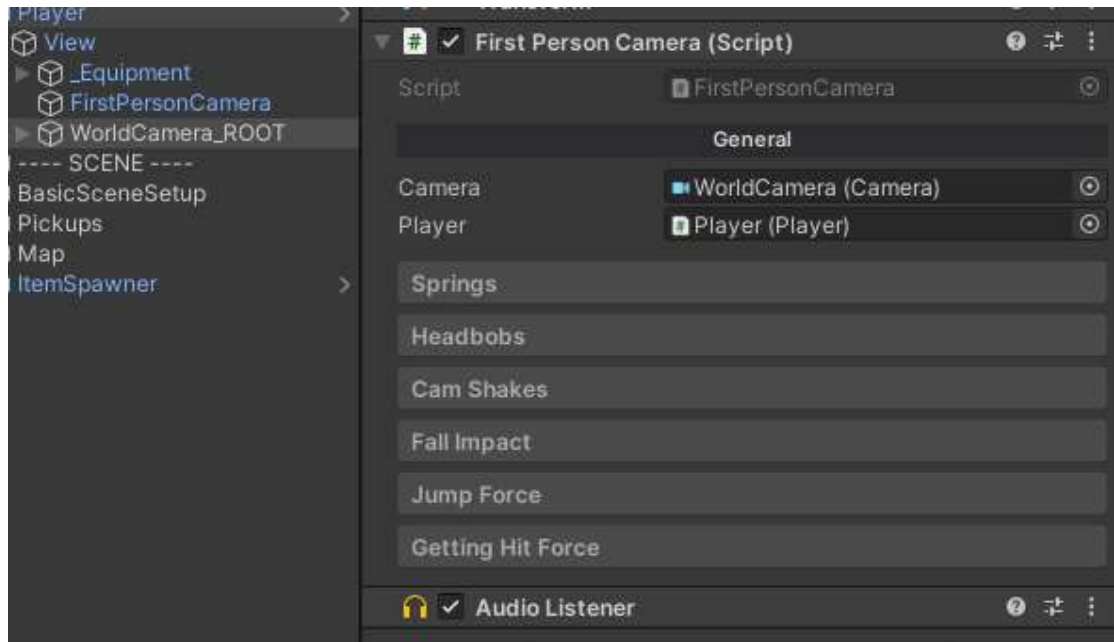 Player
View
_Equipment
FirstPersonCamera
WorldCamera_ROOT
---- SCENE ----
BasicSceneSetup
Pickups
Map
ItemSpawner
Transform
First Person Camera (Script)
Script FirstPersonCamera
General
Camera WorldCamera (Camera)
Player Player (Player)
Springs
Headbobs
Cam Shakes
Fall Impact
Jump Force
Getting Hit Force
Audio Listener